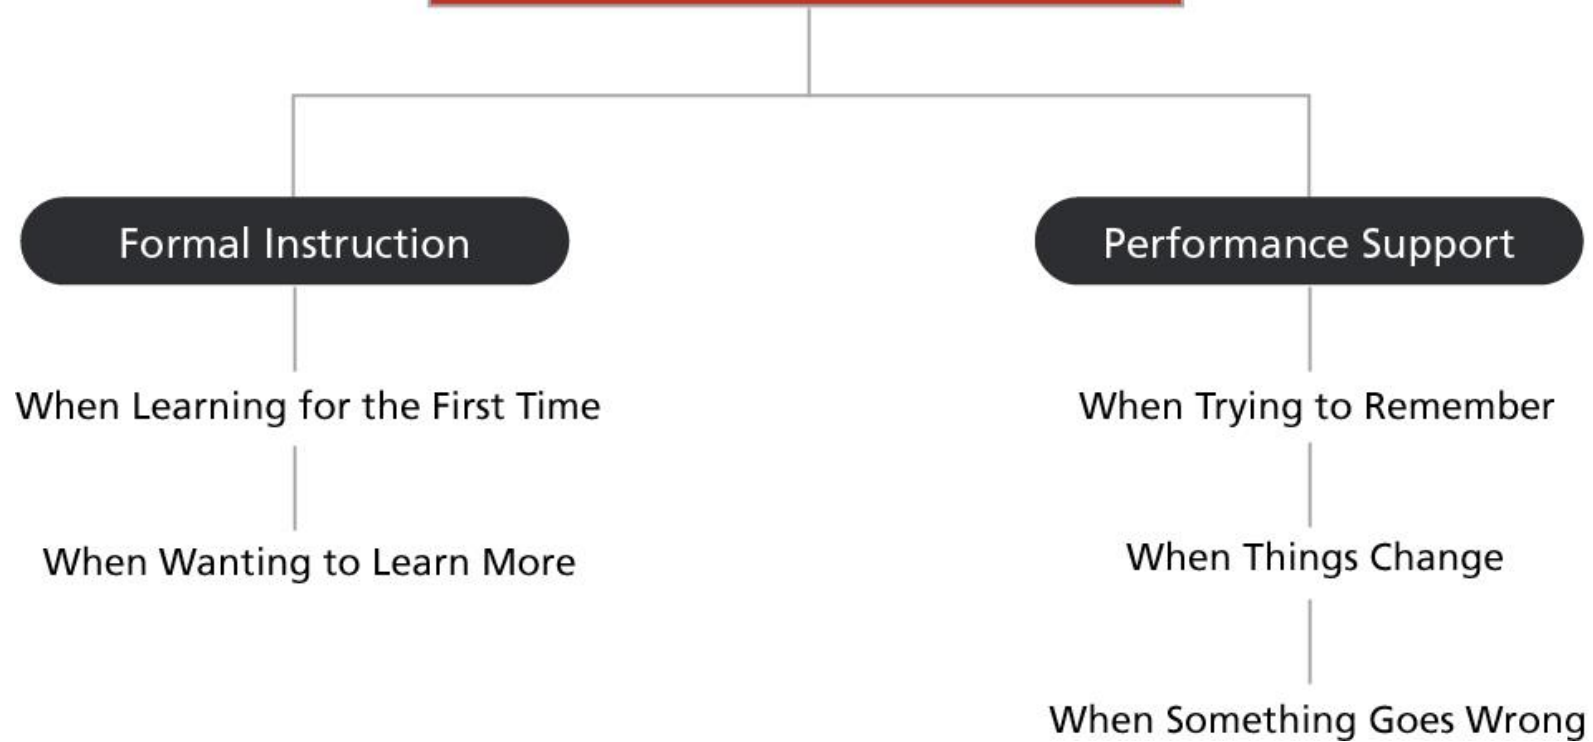 Formal Instruction
When Learning for the First Time
When Wanting to Learn More
Performance Support
When Trying to Remember
When Things Change
When Something Goes Wrong